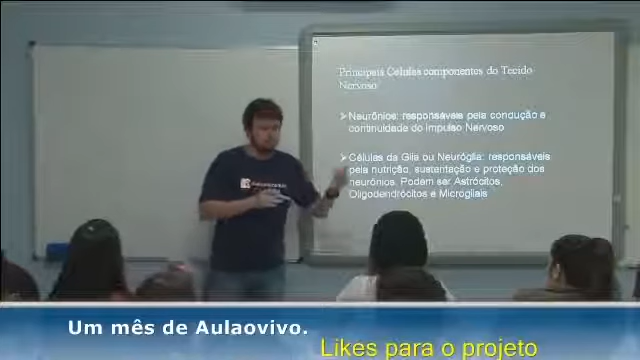 Principais Células componentes do Tecido
Nervoso
➢Neurônios: responsáveis pela condução e
continuidade do Impulso Nervoso
➢Células da Glia ou Neuróglia: responsáveis
pela nutrição, sustentação e proteção dos
neurônios. Podem ser Astrócitos,
Oligodendrócitos e Microgliais
Um mês de Aulaovivo.
Likes para o projeto